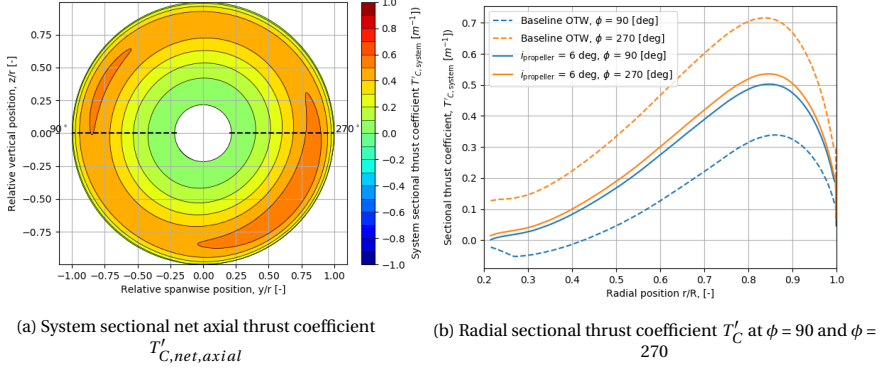 1.00
0.75
0.50
0.25
0.00
−0.25
−0.50
−0.75
90°
270°
−1.00 −0.75 −0.50 −0.25 0.00 0.25 0.50 0.75 1.00
Relative spanwise position, y/r [-]
Relative vertical position, z/r [-]
1.0
0.8
0.6
0.4
0.2
0.0
−0.2
−0.4
−0.6
−0.8
−1.0
System sectional thrust coefficient T'C,system [m⁻¹]
(a) System sectional net axial thrust coefficient
T'C,net,axial
Baseline OTW, ϕ = 90 [deg]
Baseline OTW, ϕ = 270 [deg]
ipropeller = 6 deg, ϕ = 90 [deg]
ipropeller = 6 deg, ϕ = 270 [deg]
0.7
0.6
0.5
0.4
0.3
0.2
0.1
0.0
0.2 0.3 0.4 0.5 0.6 0.7 0.8 0.9 1.0
Radial position r/R, [-]
Sectional thrust coefficient, T'C,system [m⁻¹]
(b) Radial sectional thrust coefficient T'C at ϕ = 90 and ϕ =
270